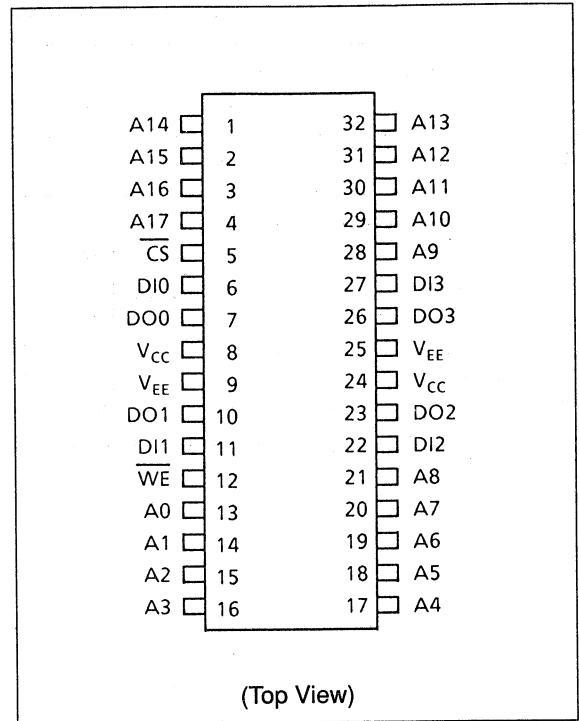 A14 1 32 A13
A15 2 31 A12
A16 3 30 A11
A17 4 29 A10
C̅S̅ 5 28 A9
DI0 6 27 DI3
DO0 7 26 DO3
VCC 8 25 VEE
VEE 9 24 VCC
DO1 10 23 DO2
DI1 11 22 DI2
W̅E̅ 12 21 A8
A0 13 20 A7
A1 14 19 A6
A2 15 18 A5
A3 16 17 A4
(Top View)